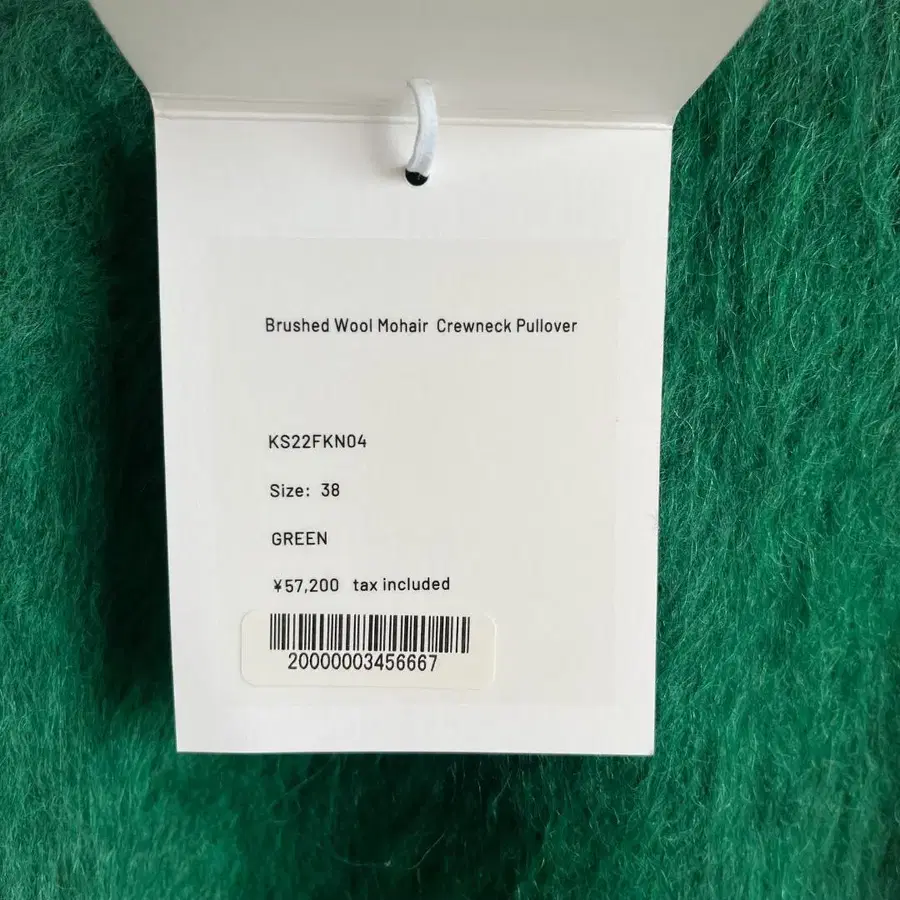 Brushed Wool Mohair Crewneck Pullover
KS22FKN04
Size: 38
GREEN
¥57,200 tax included
20000003456667